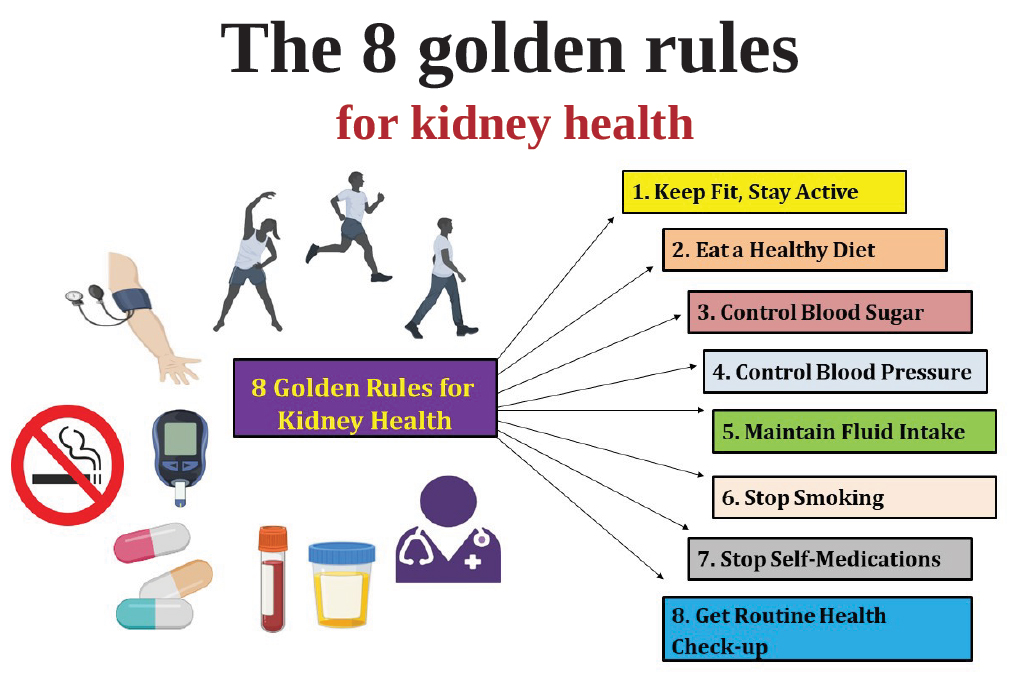 The 8 golden rules
for kidney health
8 Golden Rules for
Kidney Health
1. Keep Fit, Stay Active
2. Eat a Healthy Diet
3. Control Blood Sugar
4. Control Blood Pressure
5. Maintain Fluid Intake
6. Stop Smoking
7. Stop Self-Medications
8. Get Routine Health
Check-up